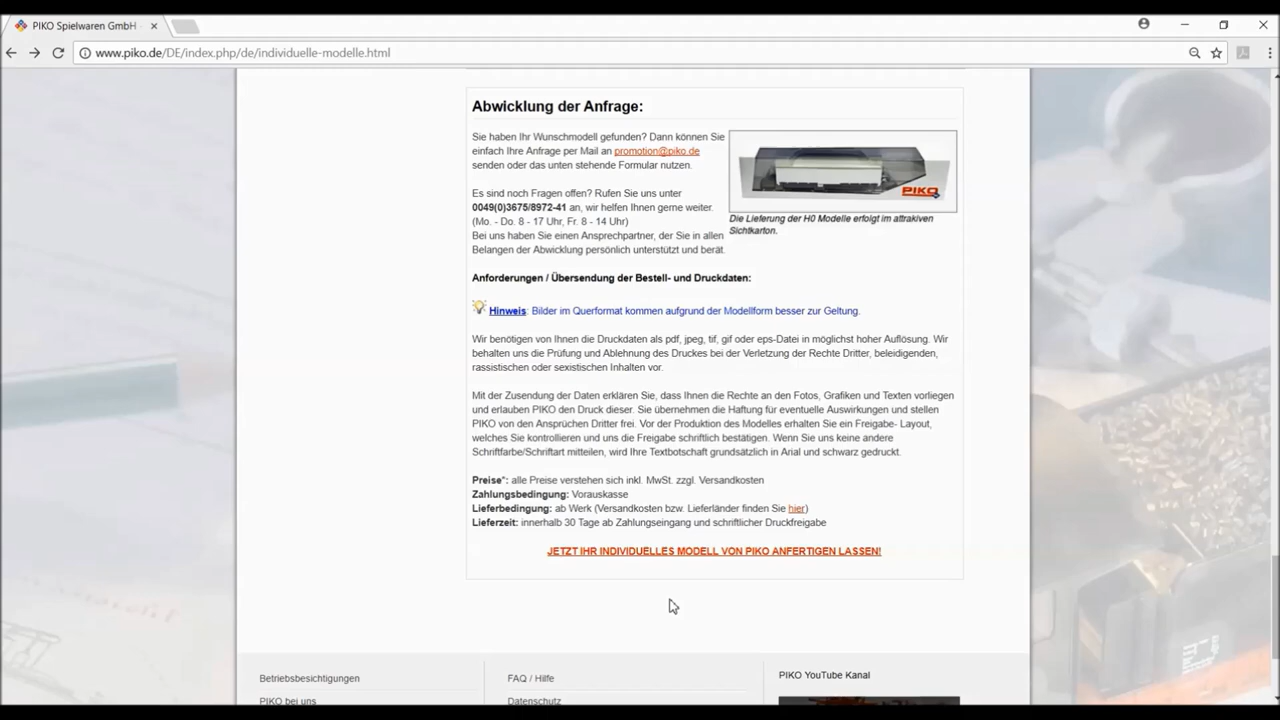 PIKO Spielwaren GmbH
www.piko.de/DE/index.php/de/individuelle-modelle.html
Abwicklung der Anfrage:
Sie haben Ihr Wunschmodell gefunden? Dann können Sie
einfach Ihre Anfrage per Mail an promotion@piko.de
senden oder das unten stehende Formular nutzen.
Es sind noch Fragen offen? Rufen Sie uns unter
0049(0)3675/8972-41 an, wir helfen Ihnen gerne weiter.
(Mo. - Do. 8 - 17 Uhr, Fr. 8 - 14 Uhr)
Bei uns haben Sie einen Ansprechpartner, der Sie in allen
Belangen der Abwicklung persönlich unterstützt und berät.
PIKO
Die Lieferung der H0 Modelle erfolgt im attrakiven
Sichtkarton.
Anforderungen / Übersendung der Bestell- und Druckdaten:
Hinweis: Bilder im Querformat kommen aufgrund der Modellform besser zur Geltung.
Wir benötigen von Ihnen die Druckdaten als pdf, jpeg, tif, gif oder eps-Datei in möglichst hoher Auflösung. Wir
behalten uns die Prüfung und Ablehnung des Druckes bei der Verletzung der Rechte Dritter, beleidigenden,
rassistischen oder sexistischen Inhalten vor.
Mit der Zusendung der Daten erklären Sie, dass Ihnen die Rechte an den Fotos, Grafiken und Texten vorliegen
und erlauben PIKO den Druck dieser. Sie übernehmen die Haftung für eventuelle Auswirkungen und stellen
PIKO von den Ansprüchen Dritter frei. Vor der Produktion des Modelles erhalten Sie ein Freigabe- Layout,
welches Sie kontrollieren und uns die Freigabe schriftlich bestätigen. Wenn Sie uns keine andere
Schriftfarbe/Schriftart mitteilen, wird Ihre Textbotschaft grundsätzlich in Arial und schwarz gedruckt.
Preise*: alle Preise verstehen sich inkl. MwSt. zzgl. Versandkosten
Zahlungsbedingung: Vorauskasse
Lieferbedingung: ab Werk (Versandkosten bzw. Lieferländer finden Sie hier)
Lieferzeit: innerhalb 30 Tage ab Zahlungseingang und schriftlicher Druckfreigabe
JETZT IHR INDIVIDUELLES MODELL VON PIKO ANFERTIGEN LASSEN!
Betriebsbesichtigungen
PIKO bei uns
FAQ / Hilfe
Datenschutz
PIKO YouTube Kanal